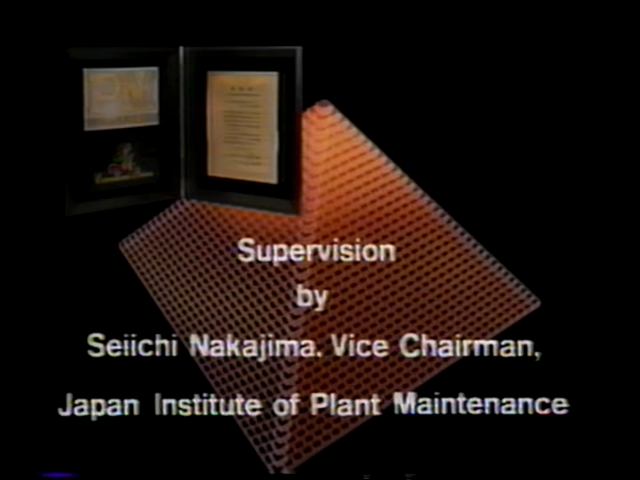 Supervision
by
Seiichi Nakajima. Vice Chairman,
Japan Institute of Plant Maintenance